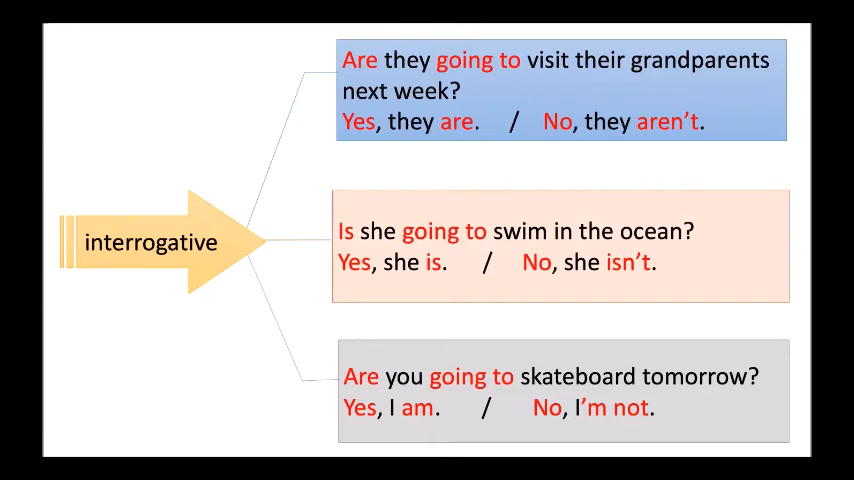 interrogative
Are they going to visit their grandparents
next week?
Yes, they are. / No, they aren’t.
Is she going to swim in the ocean?
Yes, she is. / No, she isn’t.
Are you going to skateboard tomorrow?
Yes, I am. / No, I’m not.